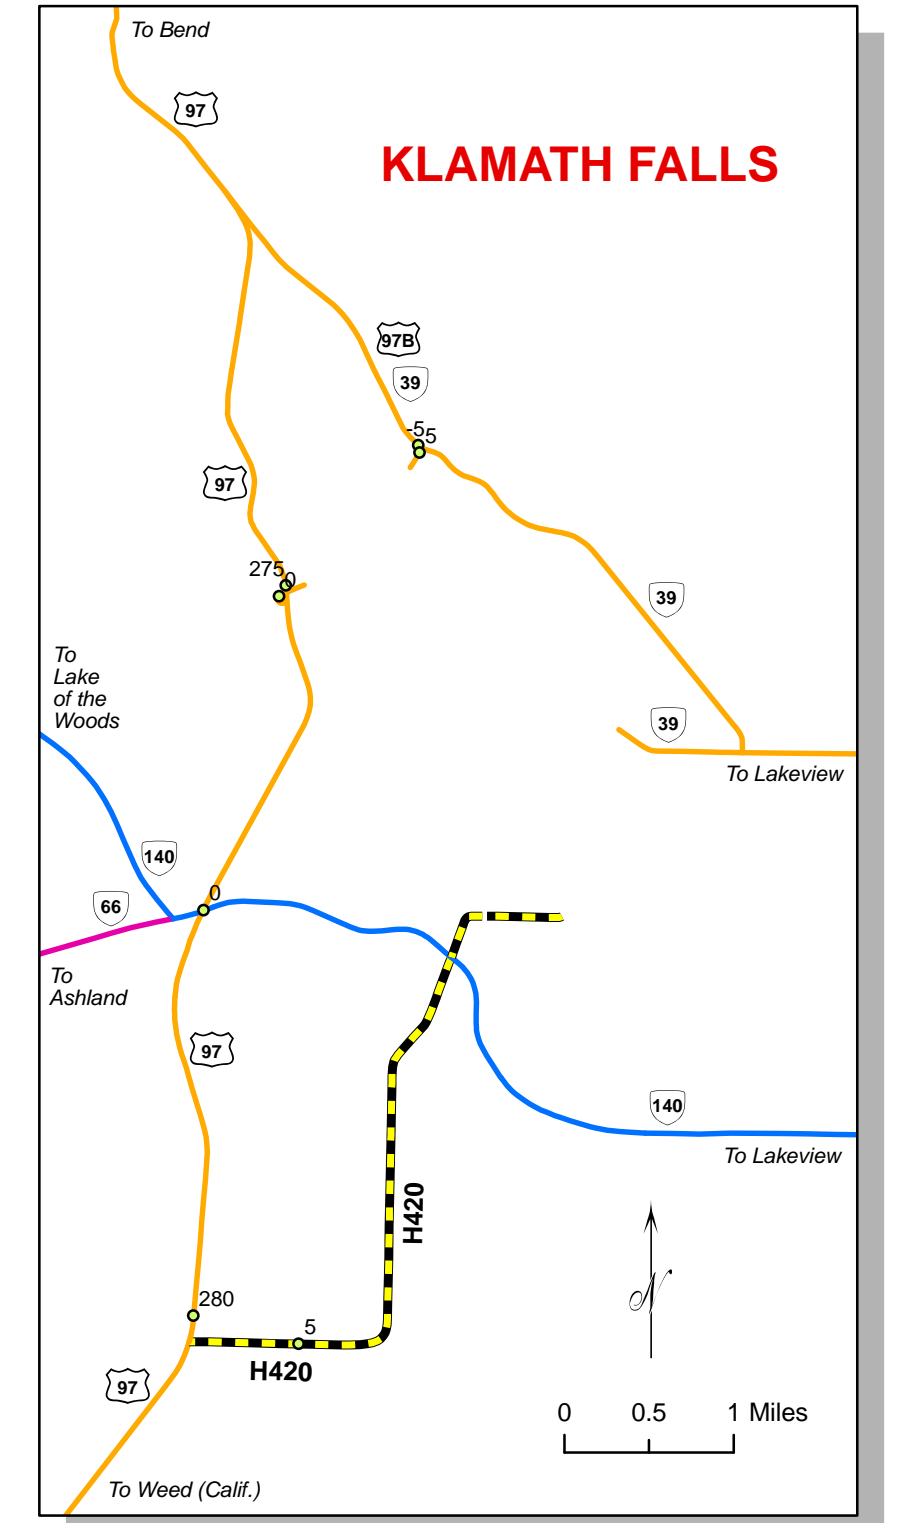 To Bend
97
KLAMATH FALLS
97B
39
-5
5
97
275
0
39
To
Lake
of the
Woods
39
To Lakeview
140
0
66
To
Ashland
97
140
To Lakeview
H420
N
280
5
H420
97
0 0.5 1 Miles
To Weed (Calif.)